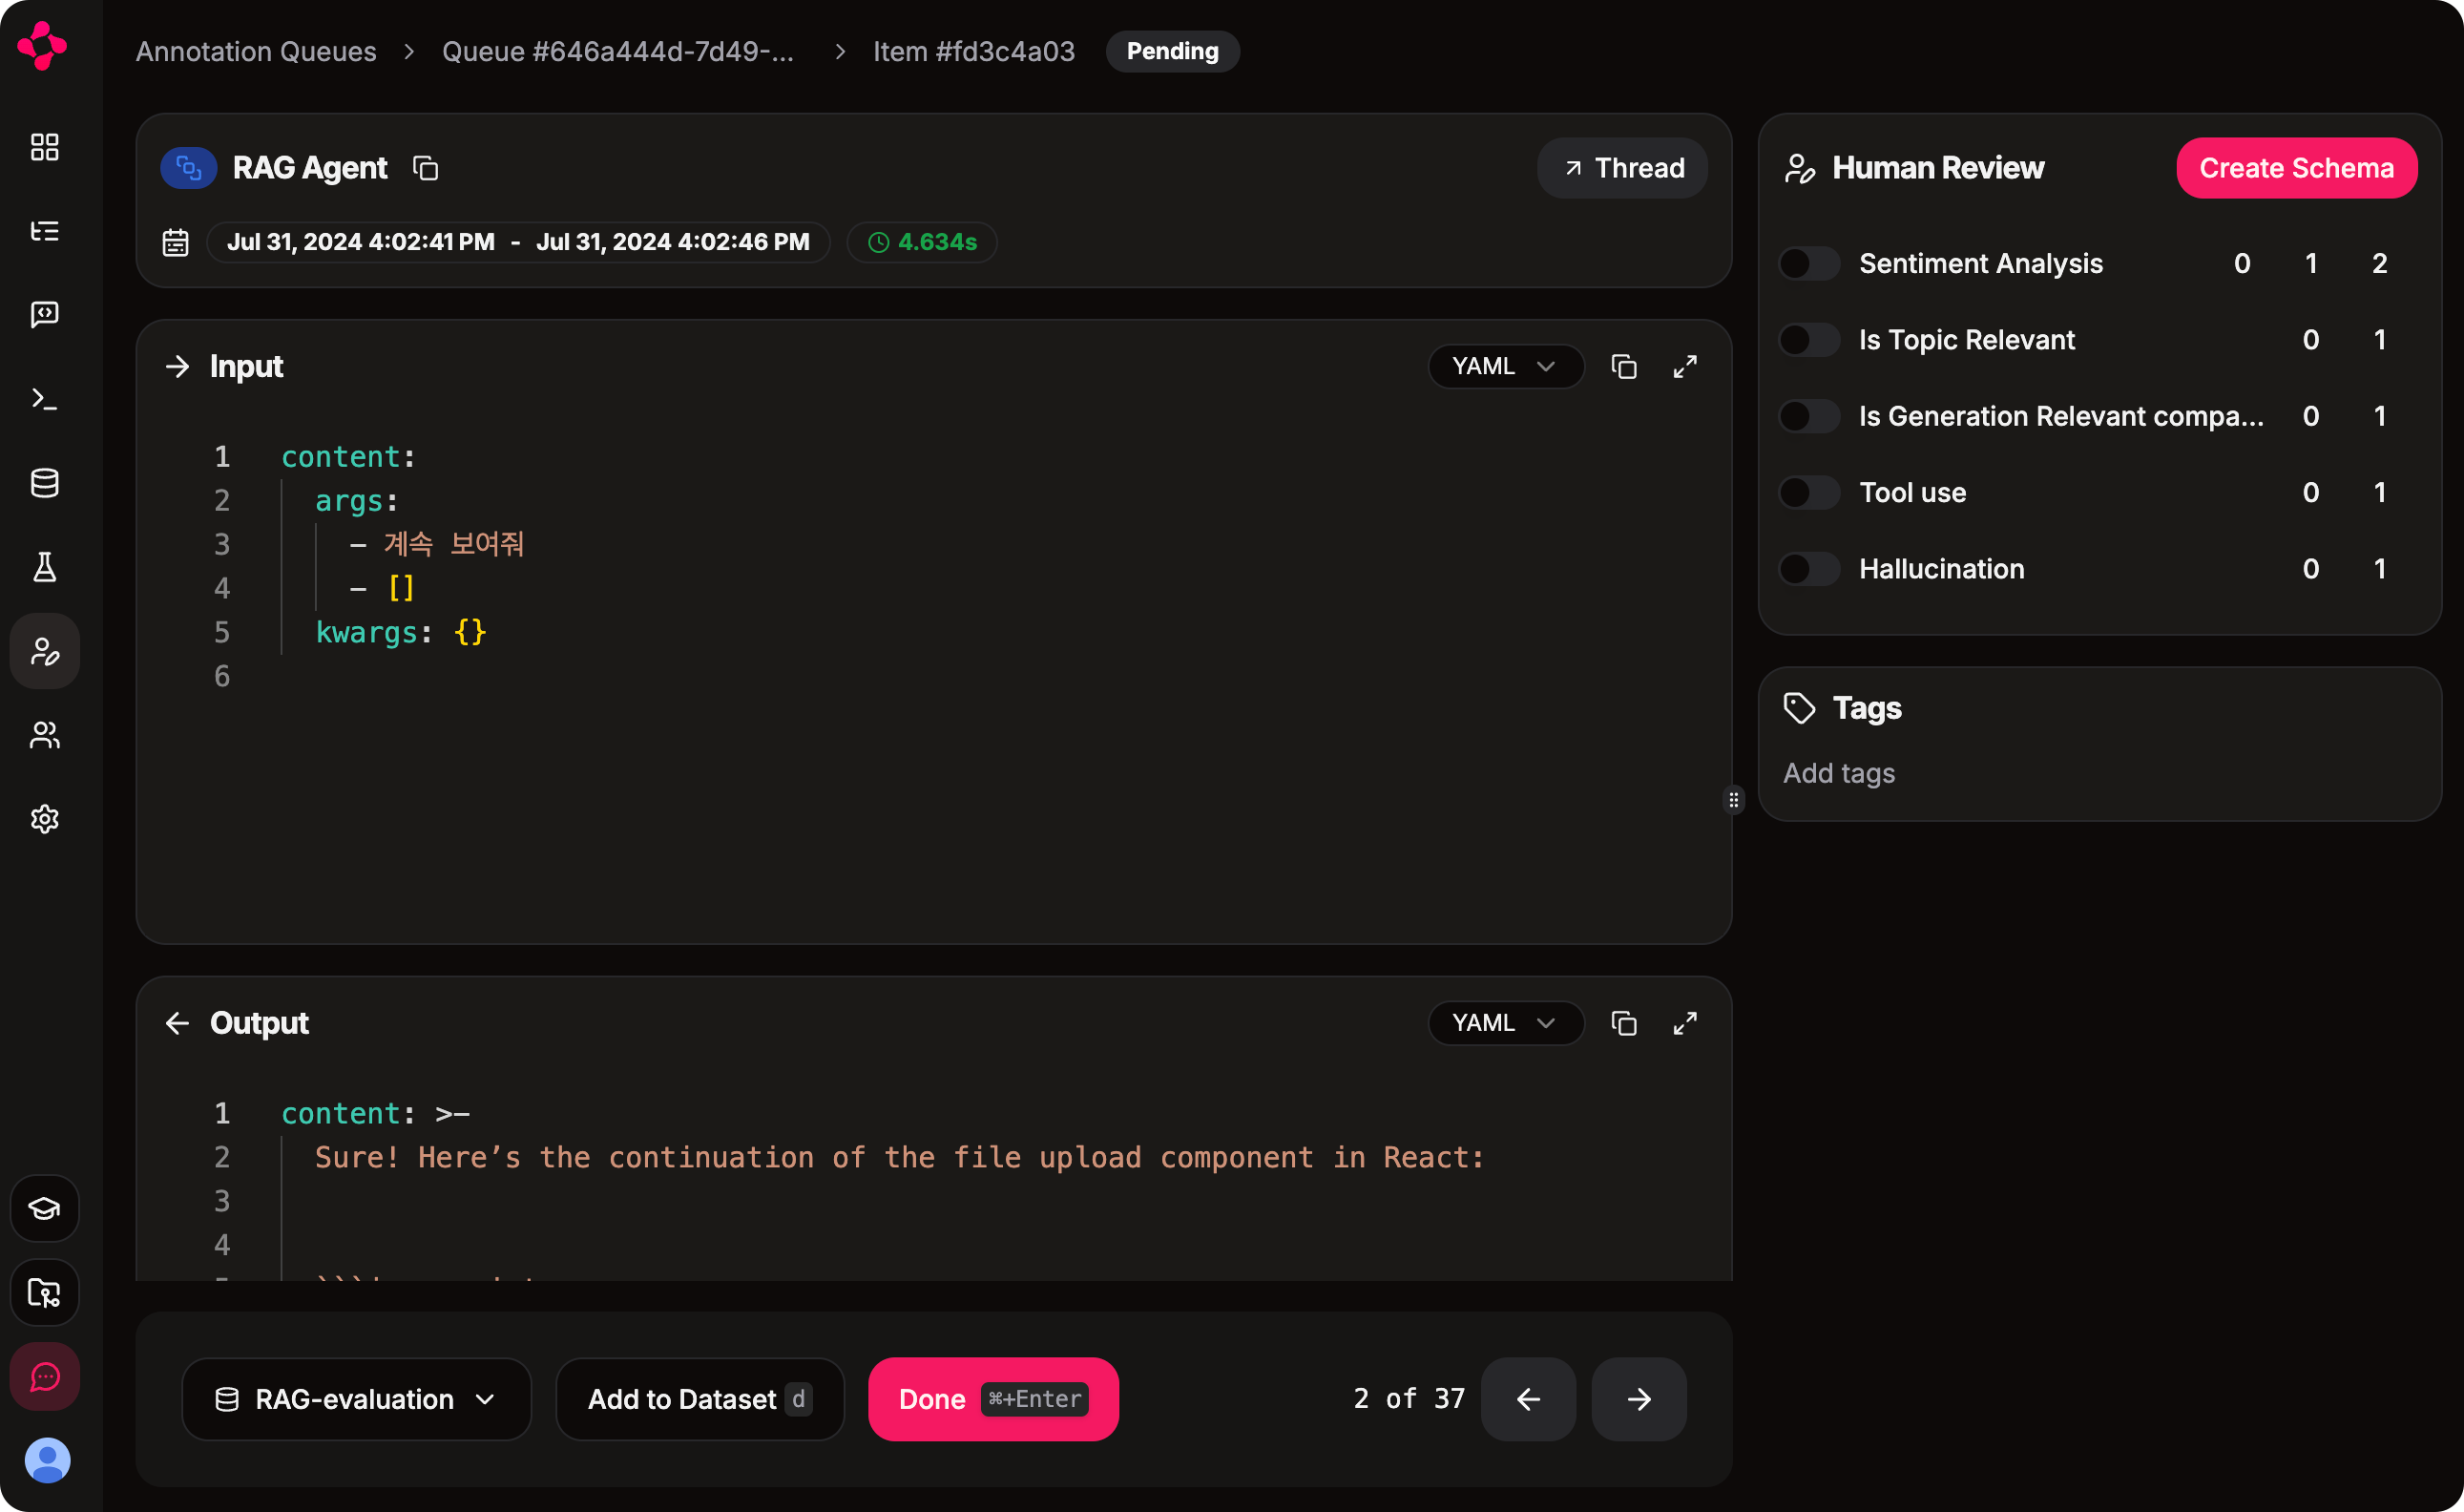 Annotation Queues > Queue #646a444d-7d49-... > Item #fd3c4a03 Pending
RAG Agent
Thread
Jul 31, 2024 4:02:41 PM - Jul 31, 2024 4:02:46 PM 4.634s
Input
YAML
1 content:
2 args:
3 – 계속 보여줘
4 – []
5 kwargs: {}
6
Output
YAML
1 content: >–
2 Sure! Here’s the continuation of the file upload component in React:
3
4
RAG-evaluation
Add to Dataset d
Done ⌘+Enter
2 of 37
Human Review
Create Schema
Sentiment Analysis 0 1 2
Is Topic Relevant 0 1
Is Generation Relevant compa... 0 1
Tool use 0 1
Hallucination 0 1
Tags
Add tags